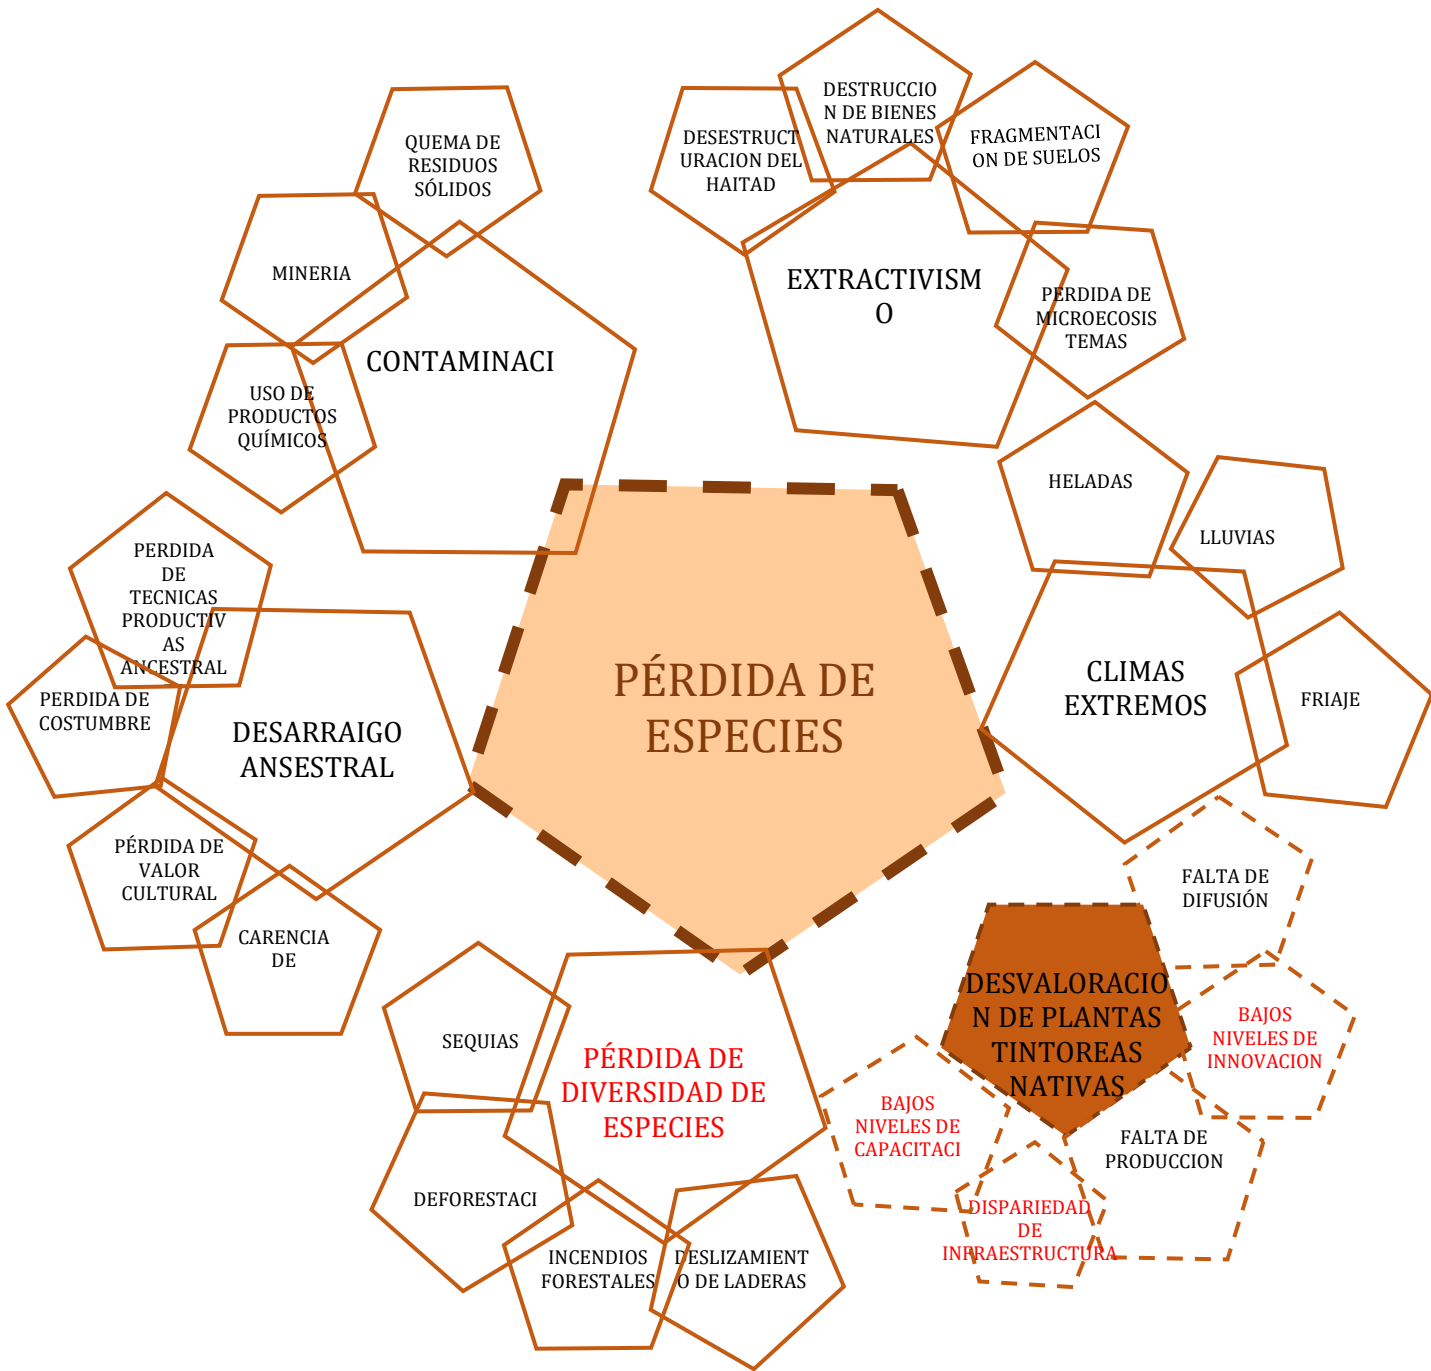 DESTRUCCIO
N DE BIENES
NATURALES
DESESTRUCT
URACION DEL
HAITAD
FRAGMENTACI
ON DE SUELOS
QUEMA DE
RESIDUOS
SÓLIDOS
MINERIA
EXTRACTIVISM
O
PERDIDA DE
MICROECOSIS
TEMAS
CONTAMINACI
USO DE
PRODUCTOS
QUÍMICOS
HELADAS
LLUVIAS
PERDIDA
DE
TECNICAS
PRODUCTIV
AS
ANCESTRAL
PERDIDA DE
COSTUMBRE
DESARRAIGO
ANSESTRAL
PÉRDIDA DE
ESPECIES
CLIMAS
EXTREMOS
FRIAJE
PÉRDIDA DE
VALOR
CULTURAL
CARENCIA
DE
FALTA DE
DIFUSIÓN
DESVALORACIO
N DE PLANTAS
TINTOREAS
NATIVAS
BAJOS
NIVELES DE
INNOVACION
SEQUIAS
PÉRDIDA DE
DIVERSIDAD DE
ESPECIES
BAJOS
NIVELES DE
CAPACITACI
FALTA DE
PRODUCCION
DEFORESTACI
DISPARIEDAD
DE
INFRAESTRUCTURA
INCENDIOS
FORESTALES
DESLIZAMIENT
O DE LADERAS